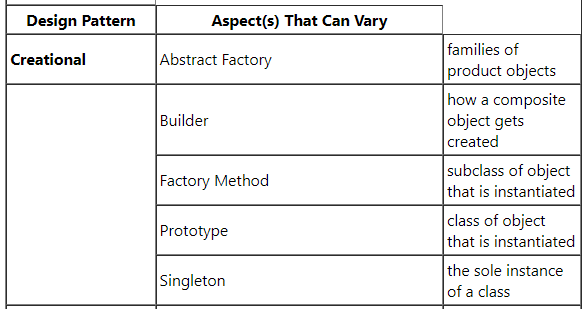 Design Pattern Aspect(s) That Can Vary
Creational Abstract Factory families of
product objects
Builder how a composite
object gets
created
Factory Method subclass of object
that is instantiated
Prototype class of object
that is instantiated
Singleton the sole instance
of a class